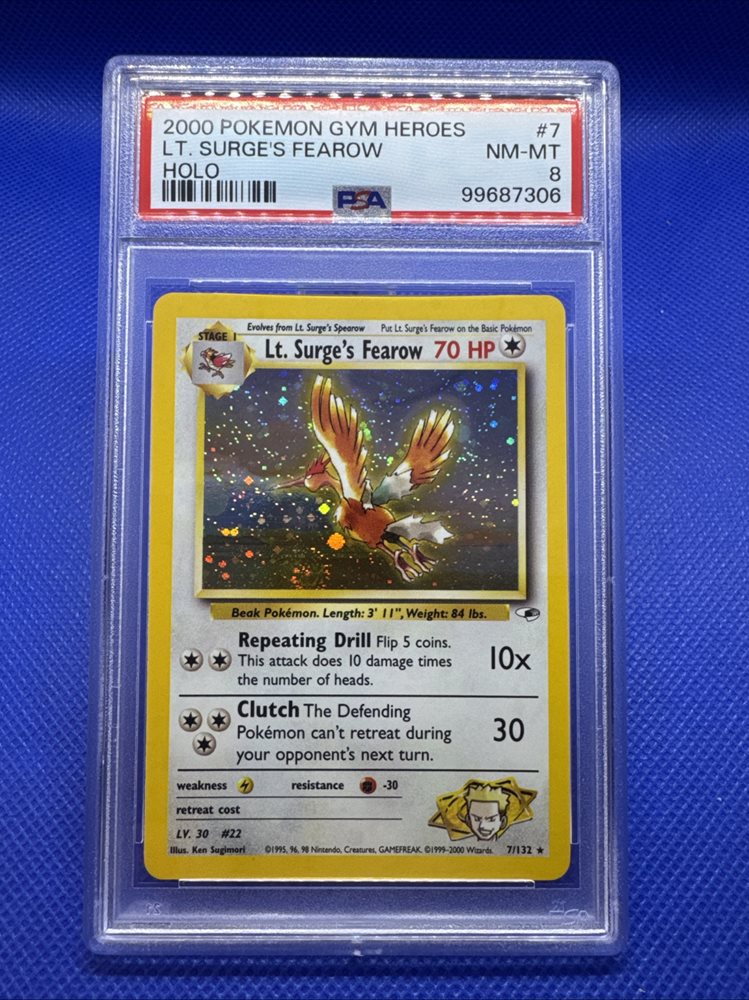 2000 POKEMON GYM HEROES #7
LT. SURGE'S FEAROW NM-MT
HOLO 8
PSA 99687306
Evolves from Lt. Surge's Spearow Put Lt. Surge's Fearow on the Basic Pokémon
STAGE 1
Lt. Surge's Fearow 70 HP
Beak Pokémon. Length: 3' 11", Weight: 84 lbs.
Repeating Drill Flip 5 coins.
This attack does 10 damage times
the number of heads.
10x
Clutch The Defending
Pokémon can't retreat during
your opponent's next turn.
30
weakness resistance -30
retreat cost
LV. 30 #22
Illus. Ken Sugimori ©1995, 96, 98 Nintendo, Creatures, GAMEFREAK. ©1999-2000 Wizards. 7/132 ★